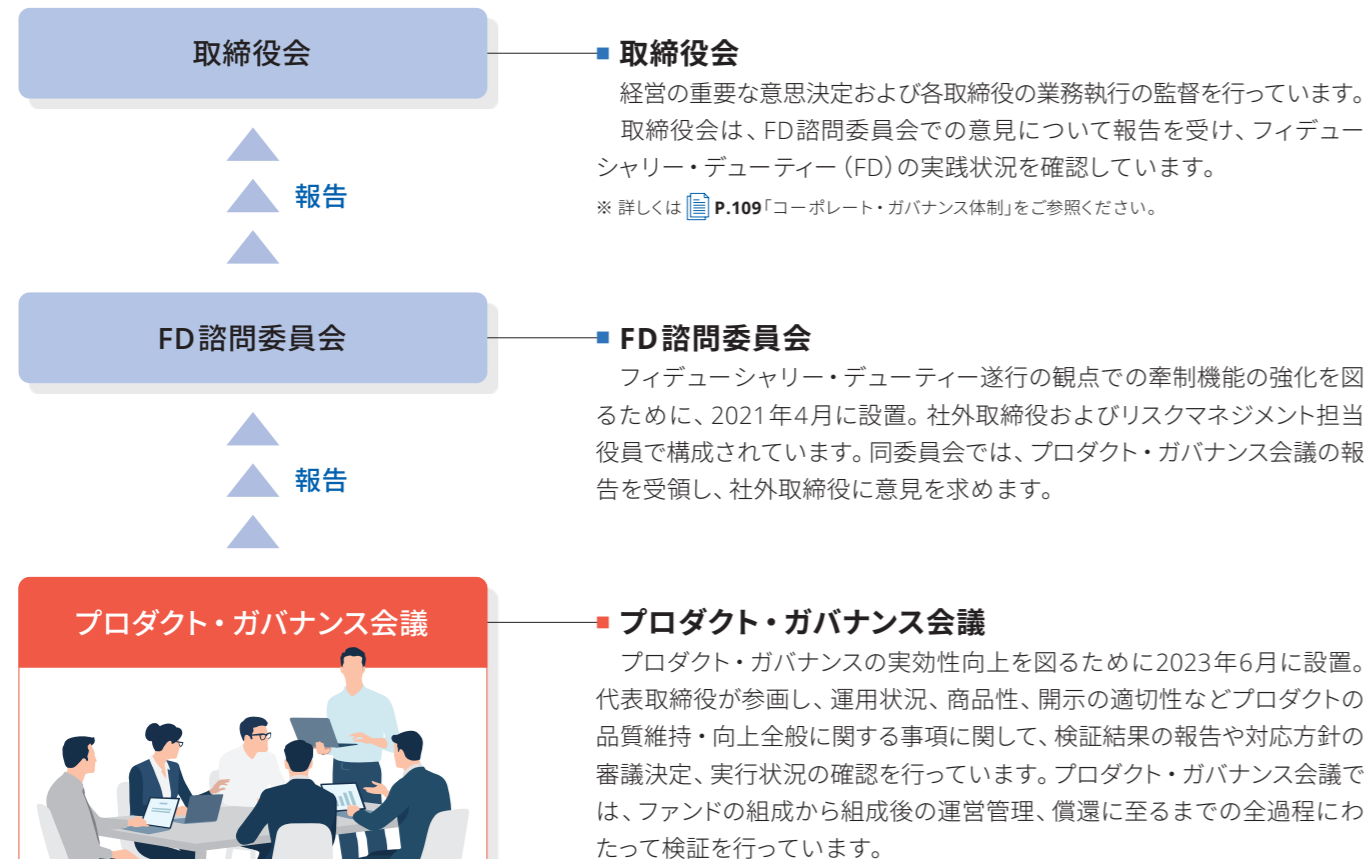 取締役会
■ 取締役会
経営の重要な意思決定および各取締役の業務執行の監督を行っています。
取締役会は、FD諮問委員会での意見について報告を受け、フィデュー
シャリー・デューティー（FD）の実践状況を確認しています。
※ 詳しくは P.109「コーポレート・ガバナンス体制」をご参照ください。
報告
FD諮問委員会
■ FD諮問委員会
フィデューシャリー・デューティー遂行の観点での牽制機能の強化を図
るために、2021年4月に設置。社外取締役およびリスクマネジメント担当
役員で構成されています。同委員会では、プロダクト・ガバナンス会議の報
告を受領し、社外取締役に意見を求めます。
報告
プロダクト・ガバナンス会議
■ プロダクト・ガバナンス会議
プロダクト・ガバナンスの実効性向上を図るために2023年6月に設置。
代表取締役が参画し、運用状況、商品性、開示の適切性などプロダクトの
品質維持・向上全般に関する事項に関して、検証結果の報告や対応方針の
審議決定、実行状況の確認を行っています。プロダクト・ガバナンス会議で
は、ファンドの組成から組成後の運営管理、償還に至るまでの全過程にわ
たって検証を行っています。